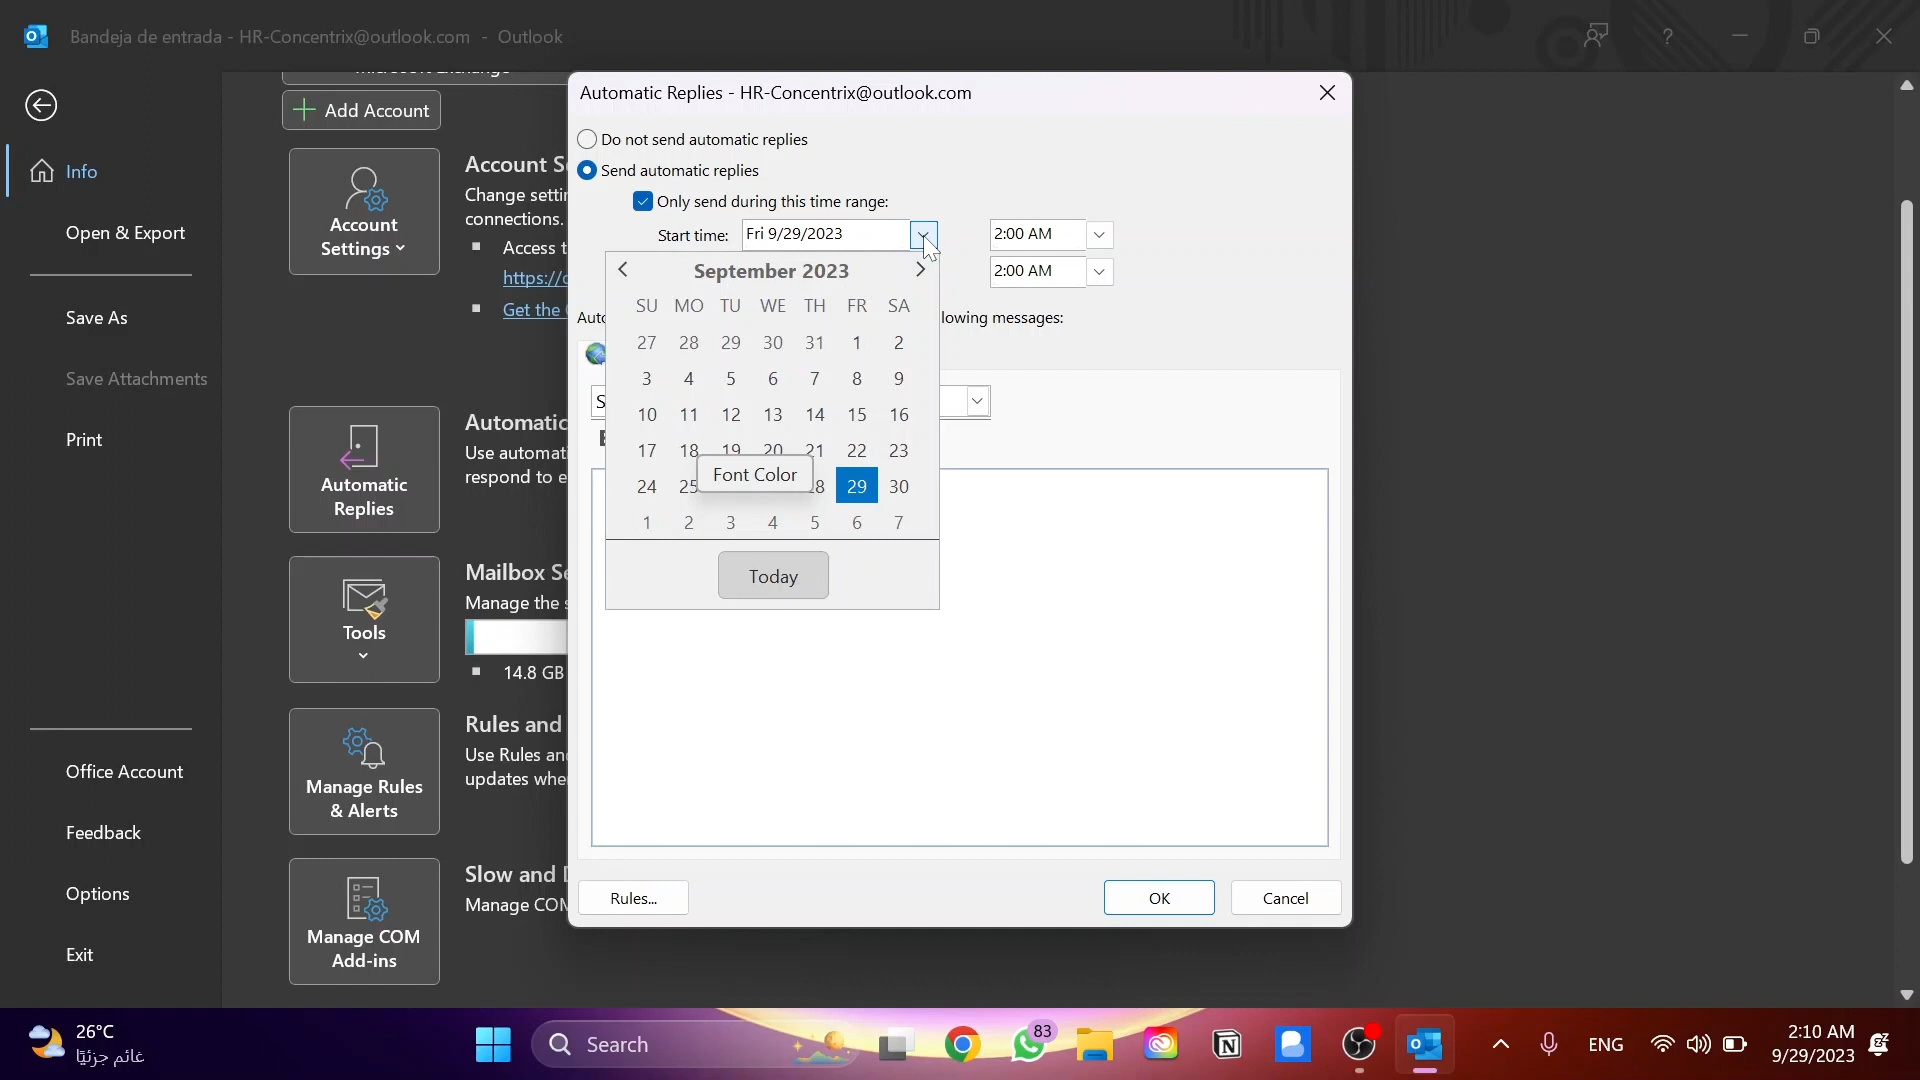 Bandeja de entrada - HR-Concentrix@outlook.com - Outlook
?
Add Account
Info
Open & Export
Save As
Save Attachments
Print
Office Account
Feedback
Options
Exit
Account
Settings
Account S
Change setti
connections.
Access t
https://
Get the
Automatic
Replies
Automatic
Use automat
respond to e
Tools
Mailbox Se
Manage the s
14.8 GB
Manage Rules
& Alerts
Rules and
Use Rules an
updates whe
Manage COM
Add-ins
Slow and
Manage COM
Automatic Replies - HR-Concentrix@outlook.com
Do not send automatic replies
Send automatic replies
Only send during this time range:
Start time: Fri 9/29/2023 2:00 AM
2:00 AM
September 2023
SU MO TU WE TH FR SA
27 28 29 30 31 1 2
3 4 5 6 7 8 9
10 11 12 13 14 15 16
17 18 19 20 21 22 23
24 25 28 29 30
1 2 3 4 5 6 7
Font Color
Today
Auto lowing messages:
Rules...
OK
Cancel
26°C
غائم جزئيًا
Search
83
ENG
2:10 AM
9/29/2023